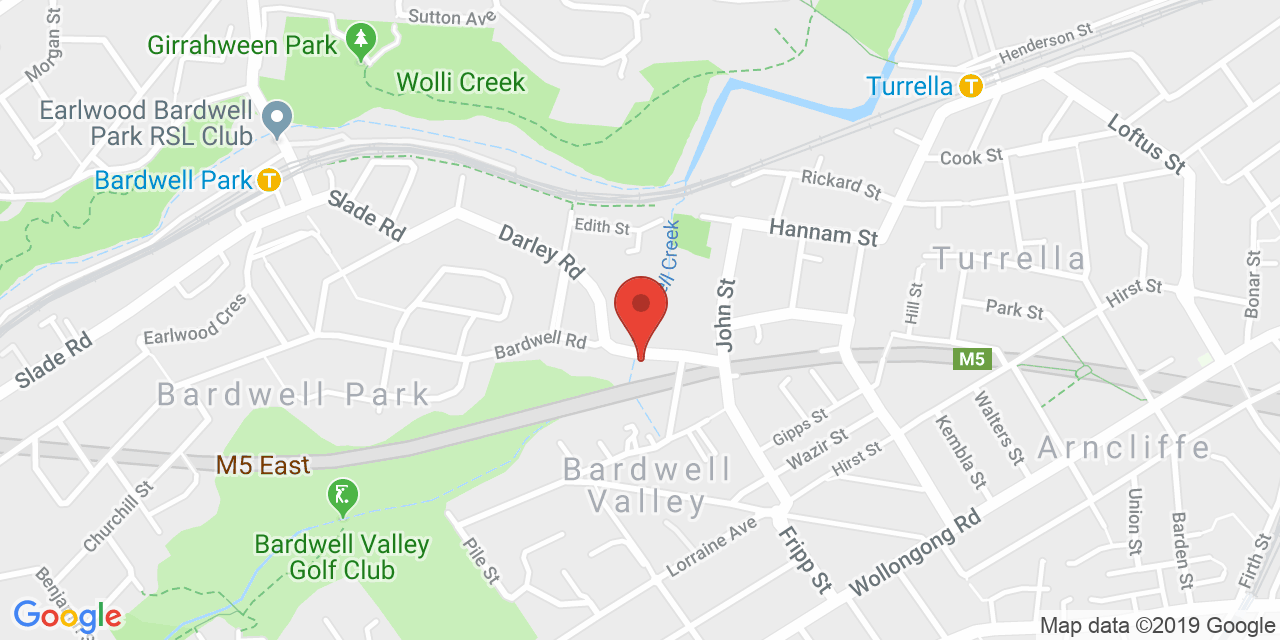 Sutton Ave
Morgan St
Girrahween Park
Henderson St
Wolli Creek
Turrella
T
Earlwood Bardwell
Park RSL Club
Loftus St
Cook St
Bardwell Park
T
Rickard St
Slade Rd
Edith St
Hannam St
Darley Rd
Creek
Turrella
Bonar St
Hill St
Hirst St
Park St
Earlwood Cres
John St
Bardwell Rd
Slade Rd
M5
Bardwell Park
Gipps St
Walters St
Kembla St
Wazir St
Hirst St
Arncliffe
M5 East
Bardwell
Valley
Churchill St
Union St
Barden St
Bardwell Valley
Golf Club
Pile St
Lorraine Ave
Fripp St
Wollongong Rd
Firth St
Google
Map data ©2019 Google